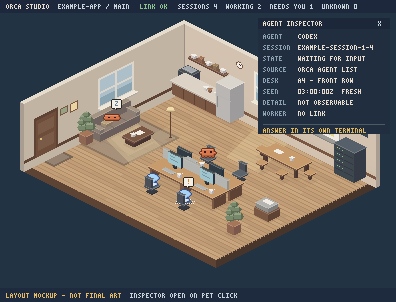 ORCA STUDIO EXAMPLE-APP / MAIN LINK OK SESSIONS 4 WORKING 2 NEEDS YOU 1 UNKNOWN 0
AGENT INSPECTOR X
AGENT CODEX
SESSION EXAMPLE-SESSION-1-4
STATE WAITING FOR INPUT
SOURCE ORCA AGENT LIST
DESK A4 - FRONT ROW
SEEN 03:00:00Z FRESH
DETAIL NOT OBSERVABLE
WORKER NO LINK
ANSWER IN ITS OWN TERMINAL
LAYOUT MOCKUP - NOT FINAL ART INSPECTOR OPEN ON PET CLICK